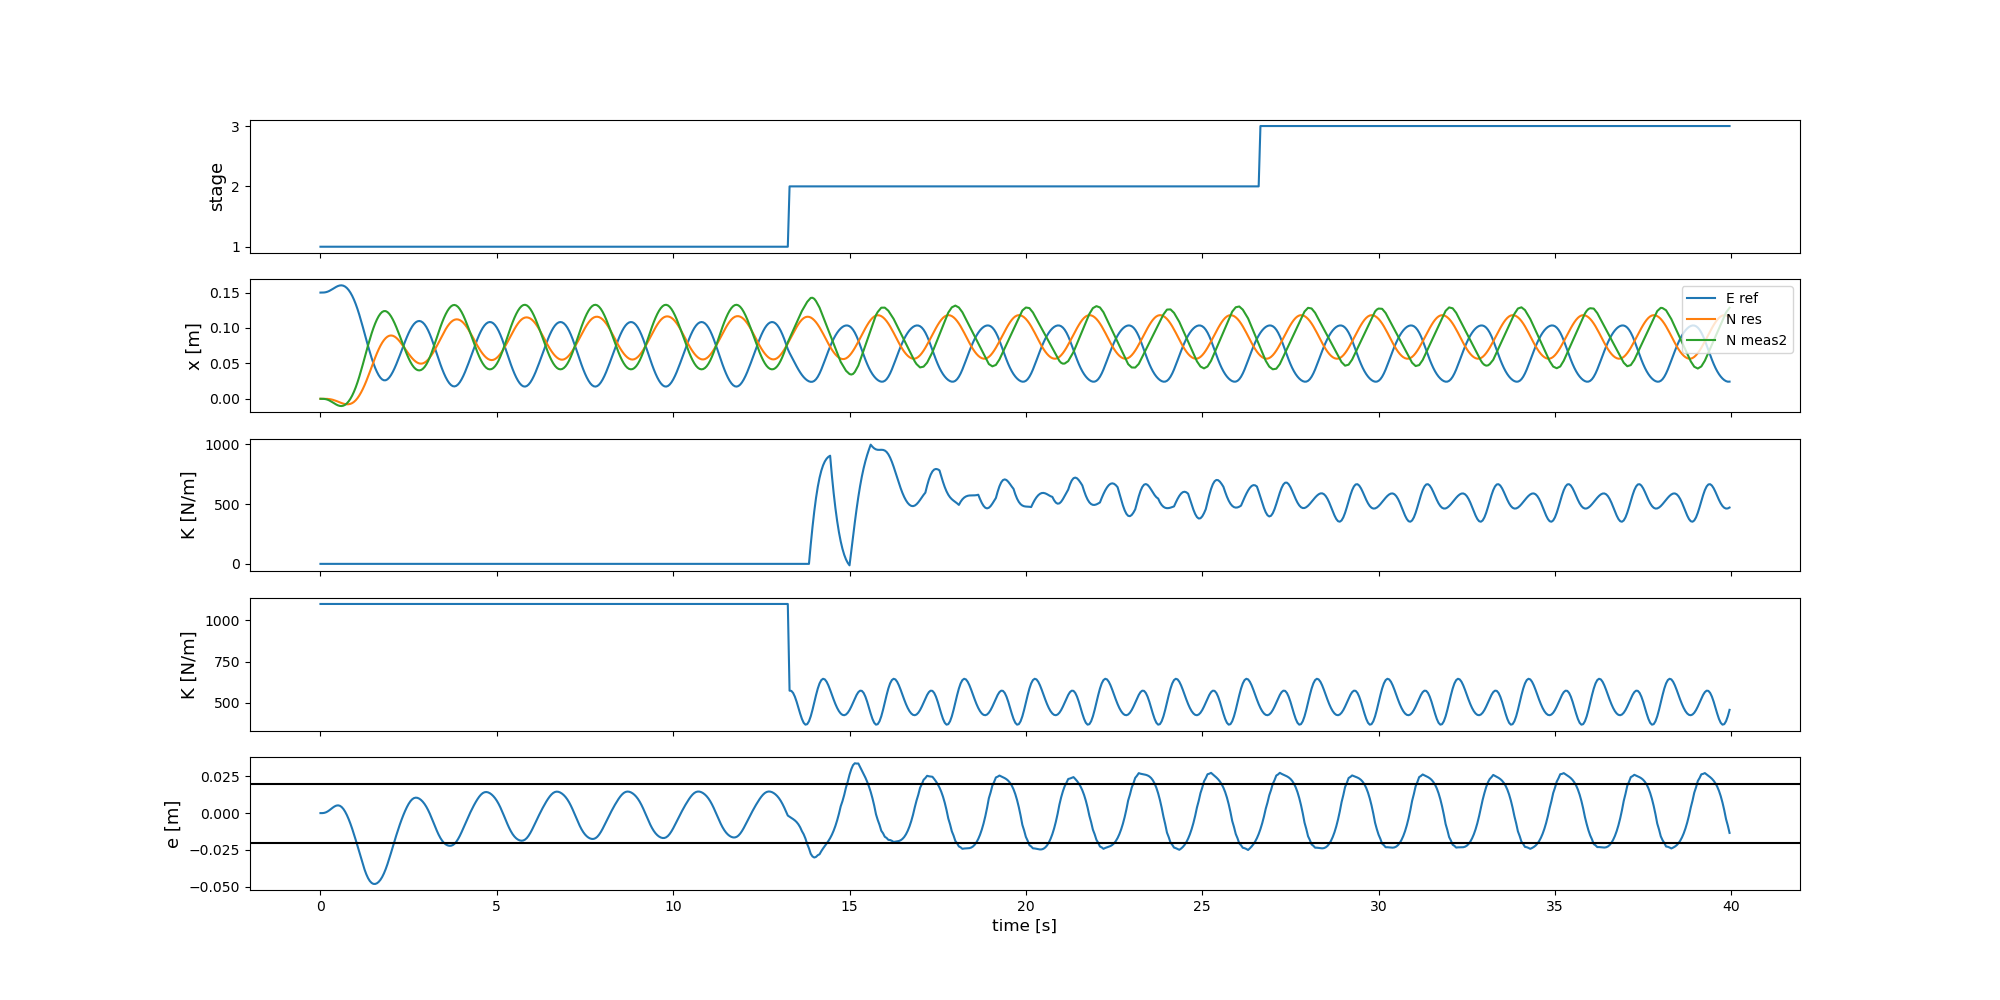 stage
3
2
1
x [m]
0.15
0.10
0.05
0.00
E ref
N res
N meas2
K [N/m]
1000
500
0
K [N/m]
1000
750
500
e [m]
0.025
0.000
−0.025
−0.050
0 5 10 15 20 25 30 35 40
time [s]